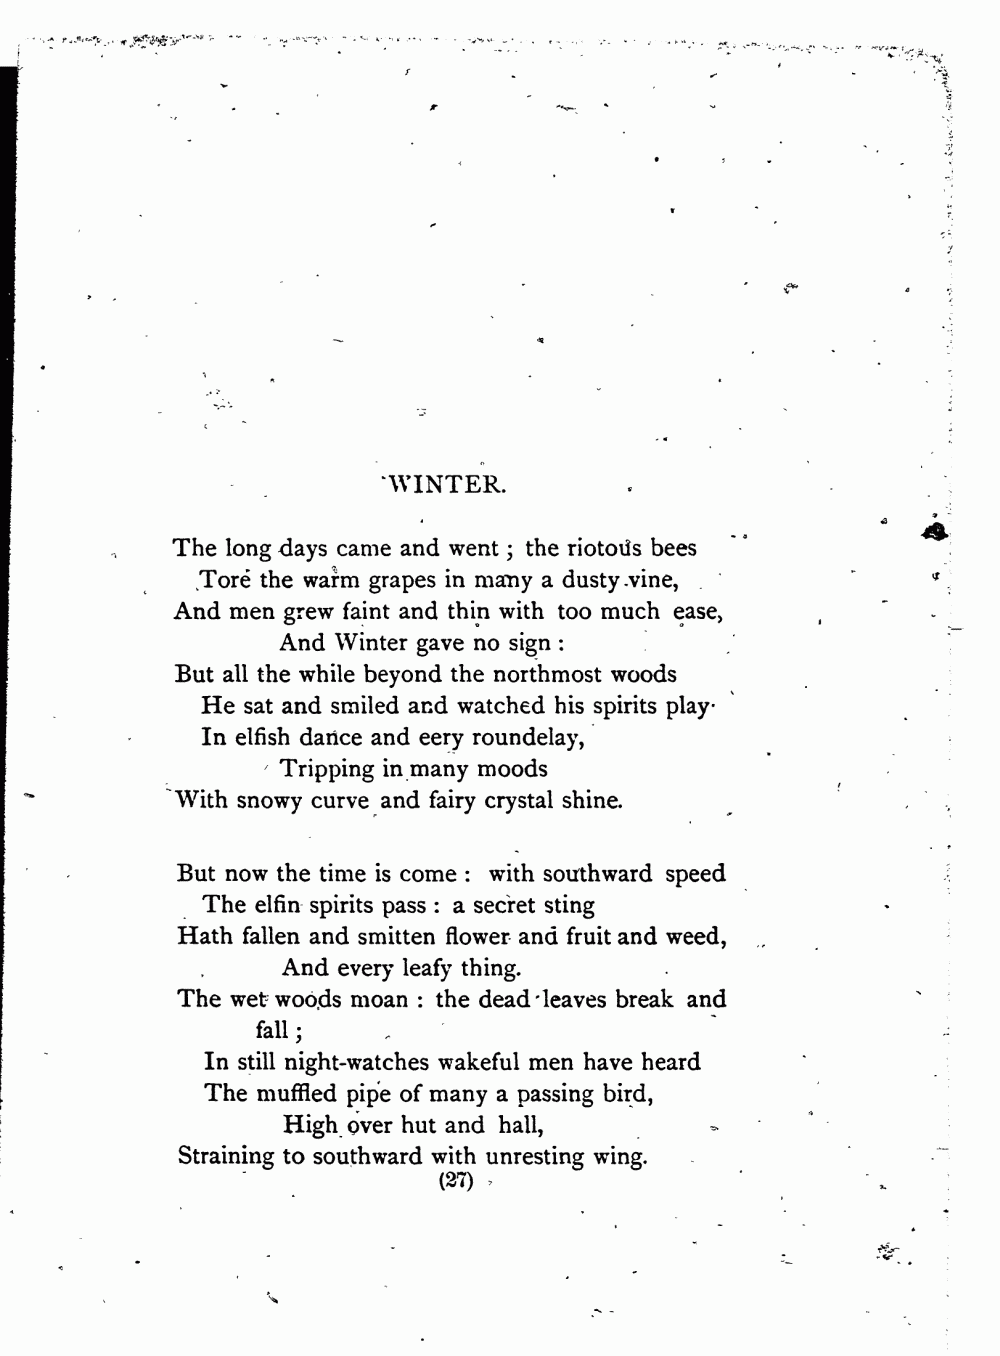 WINTER.
The long days came and went ; the riotous bees
Tore the warm grapes in many a dusty vine,
And men grew faint and thin with too much ease,
And Winter gave no sign :
But all the while beyond the northmost woods
He sat and smiled and watched his spirits play
In elfish dance and eery roundelay,
Tripping in many moods
With snowy curve and fairy crystal shine.
But now the time is come : with southward speed
The elfin spirits pass : a secret sting
Hath fallen and smitten flower and fruit and weed,
And every leafy thing.
The wet woods moan : the dead leaves break and
fall ;
In still night-watches wakeful men have heard
The muffled pipe of many a passing bird,
High over hut and hall,
Straining to southward with unresting wing.
(27)